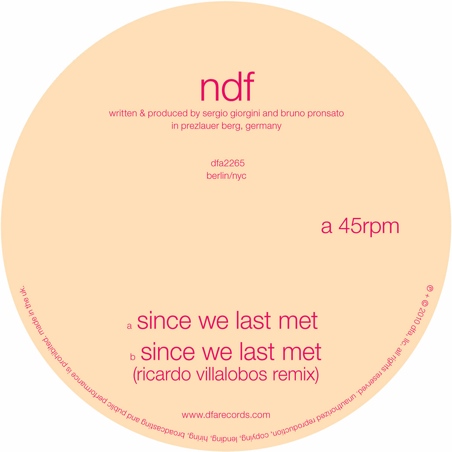 ndf
written & produced by sergio giorgini and bruno pronsato
in prezlauer berg, germany
dfa2265
berlin/nyc
a 45rpm
a since we last met
b since we last met
(ricardo villalobos remix)
www.dfarecords.com
℗ + © 2010 dfa, llc. all rights reserved. unauthorized reproduction, copying, lending, hiring, broadcasting and public performance is prohibited. made in the uk.